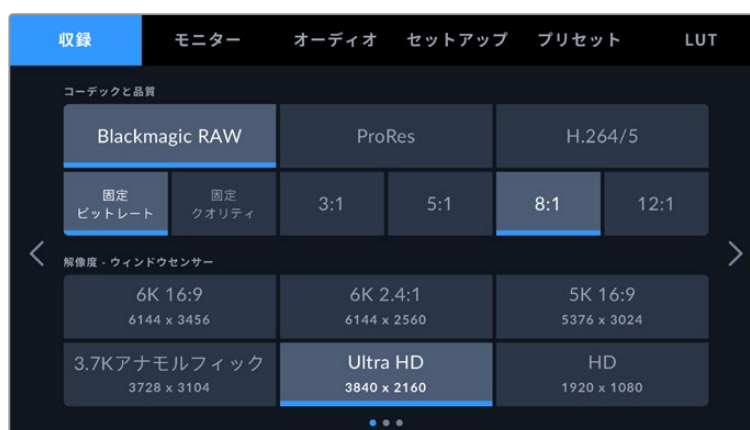 収録 モニター オーディオ セットアップ プリセット LUT
コーデックと品質
Blackmagic RAW ProRes H.264/5
固定 固定
ビットレート クオリティ 3:1 5:1 8:1 12:1
解像度 - ウィンドウセンサー
6K 16:9 6K 2.4:1 5K 16:9
6144 x 3456 6144 x 2560 5376 x 3024
3.7Kアナモルフィック Ultra HD HD
3728 x 3104 3840 x 2160 1920 x 1080